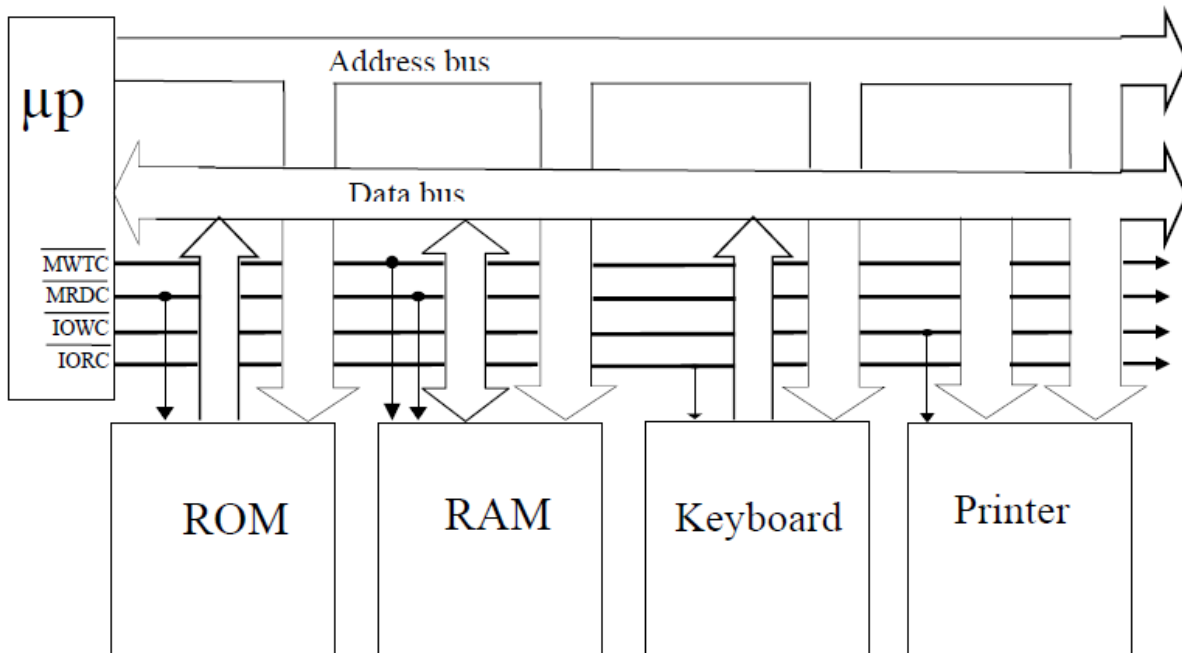 Address bus
μp
Data bus
MWTC
MRDC
IOWC
IORC
ROM
RAM
Keyboard
Printer